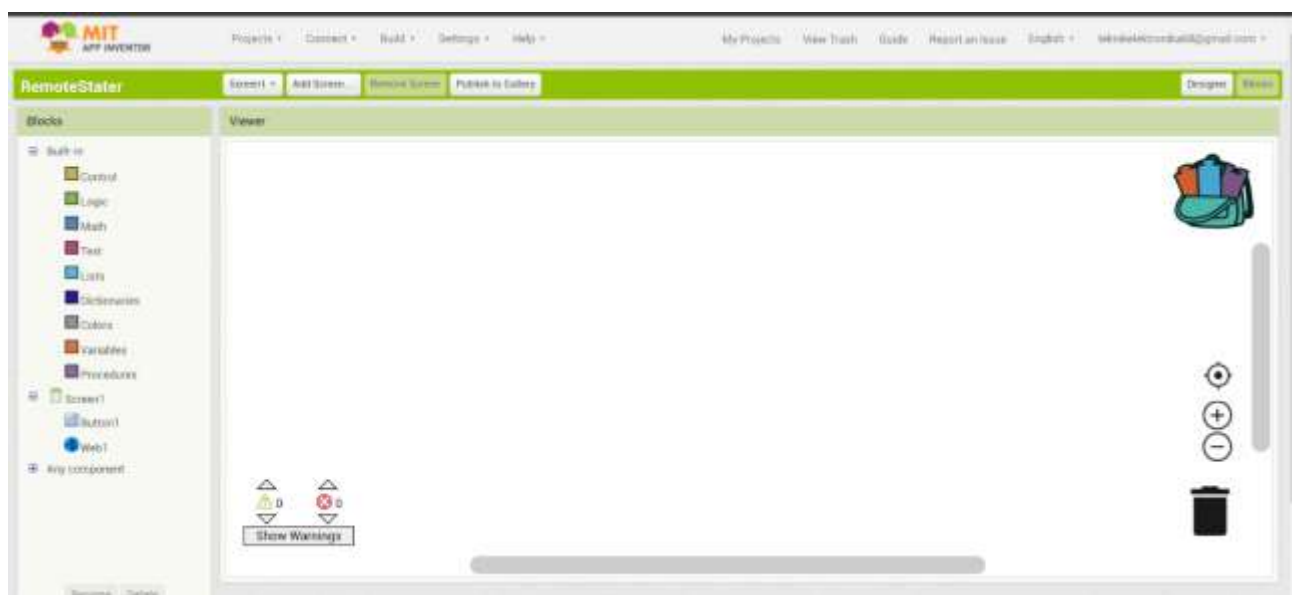 MIT
APP INVENTOR
Projects Connect Build Settings Help My Projects View Trash Guide Report an Issue English
RemoteStater Screen1 Add Screen... Remove Screen Publish to Gallery Designer Blocks
Blocks Viewer
Built-in
Control
Logic
Math
Text
Lists
Dictionaries
Colors
Variables
Procedures
Screen1
Button1
Web1
Any component
0 0
Show Warnings
Rename Delete